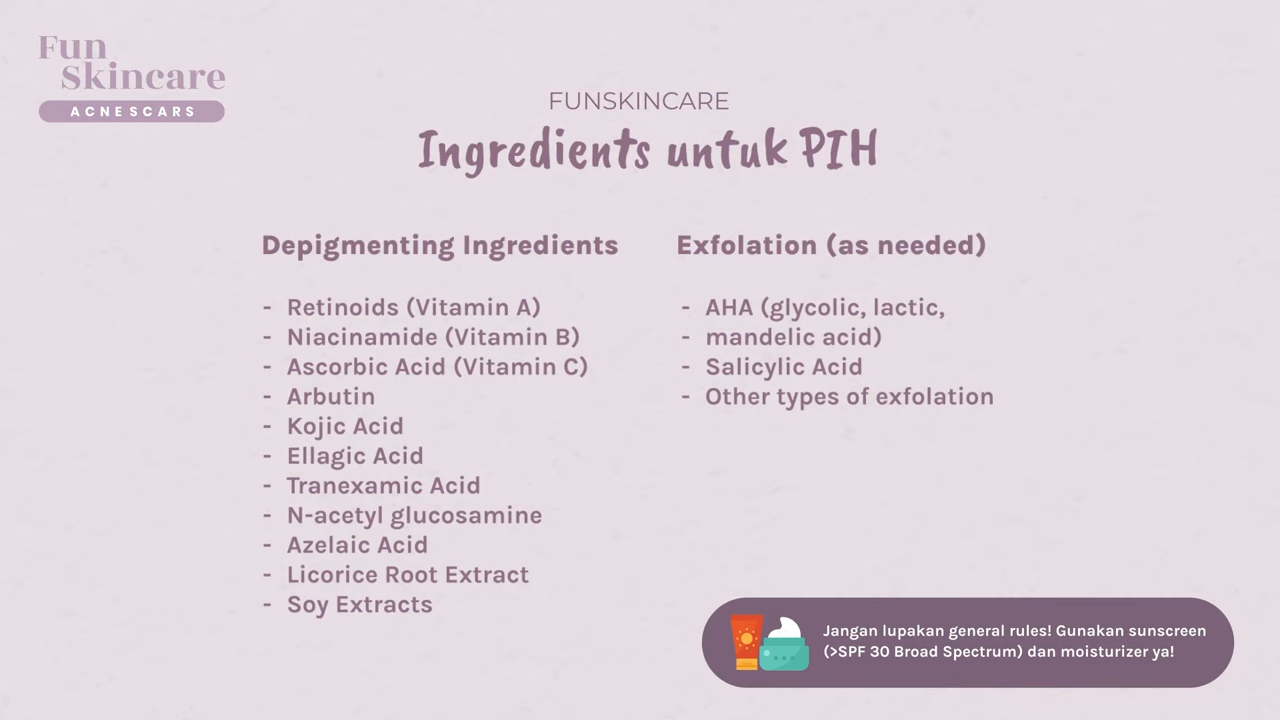 Fun
Skincare
ACNE SCARS
FUNSKINCARE
Ingredients untuk PIH
Depigmenting Ingredients
- Retinoids (Vitamin A)
- Niacinamide (Vitamin B)
- Ascorbic Acid (Vitamin C)
- Arbutin
- Kojic Acid
- Ellagic Acid
- Tranexamic Acid
- N-acetyl glucosamine
- Azelaic Acid
- Licorice Root Extract
- Soy Extracts
Exfolation (as needed)
- AHA (glycolic, lactic,
- mandelic acid)
- Salicylic Acid
- Other types of exfolation
Jangan lupakan general rules! Gunakan sunscreen
(>SPF 30 Broad Spectrum) dan moisturizer ya!